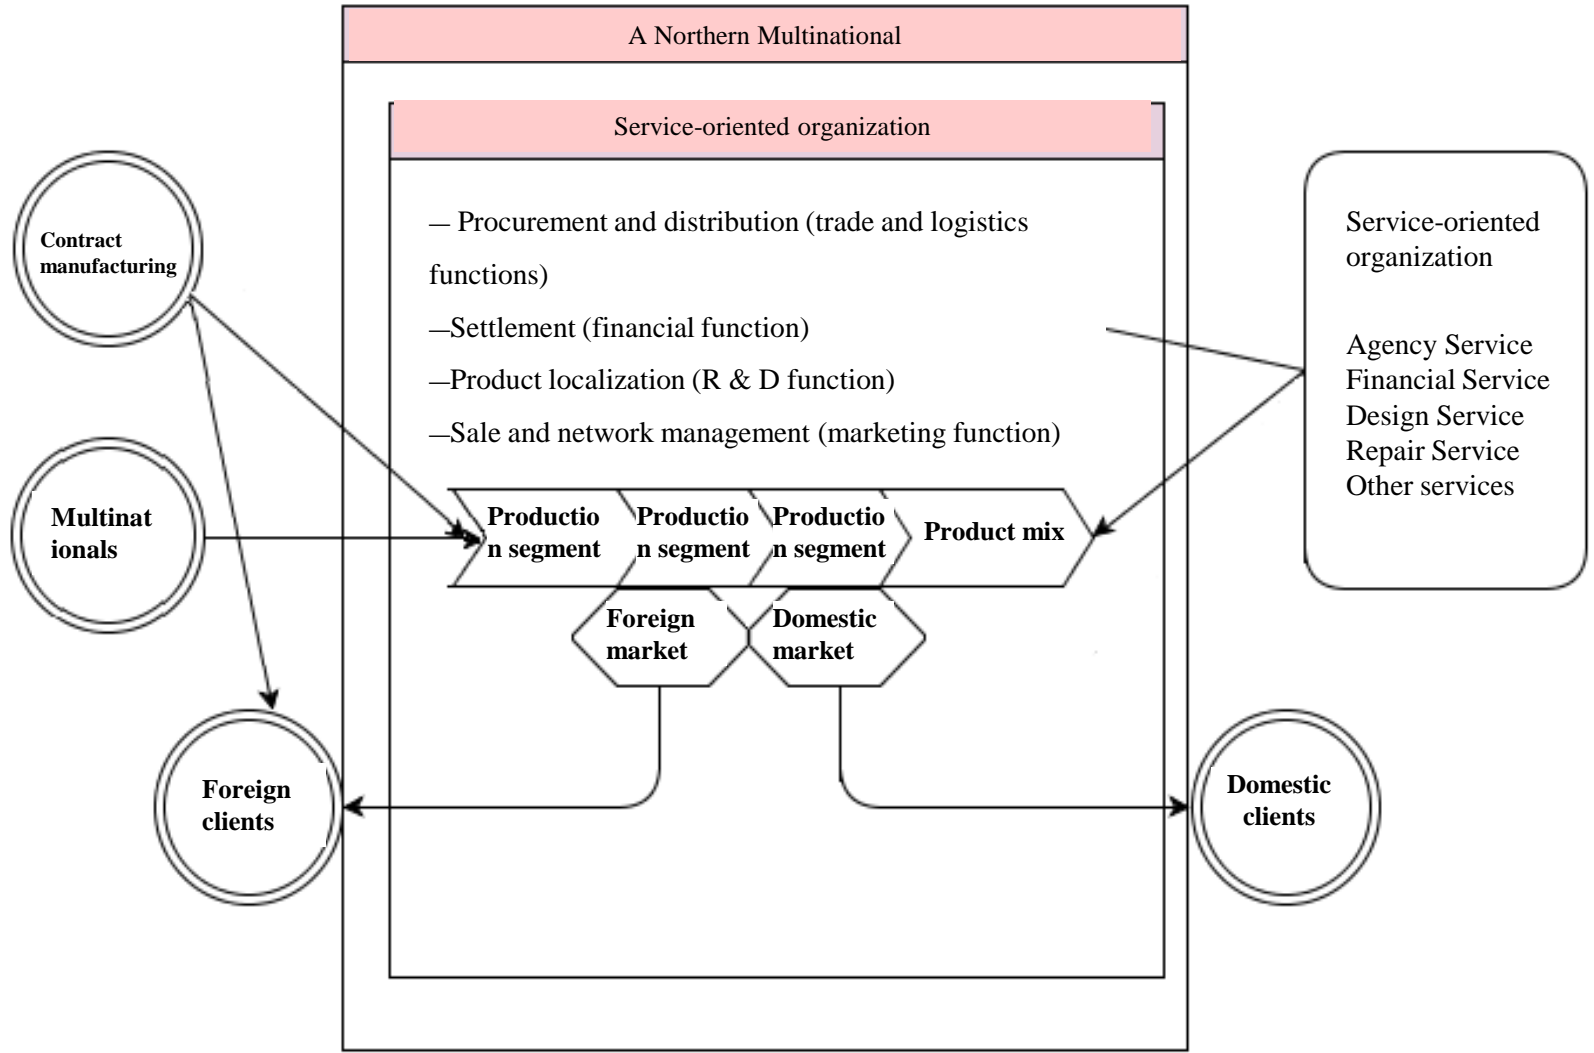 A Northern Multinational
Service-oriented organization
— Procurement and distribution (trade and logistics
functions)
—Settlement (financial function)
—Product localization (R & D function)
—Sale and network management (marketing function)
Contract
manufacturing
Multinat
ionals
Productio
n segment
Productio
n segment
Productio
n segment
Product mix
Foreign
market
Domestic
market
Foreign
clients
Domestic
clients
Service-oriented
organization
Agency Service
Financial Service
Design Service
Repair Service
Other services